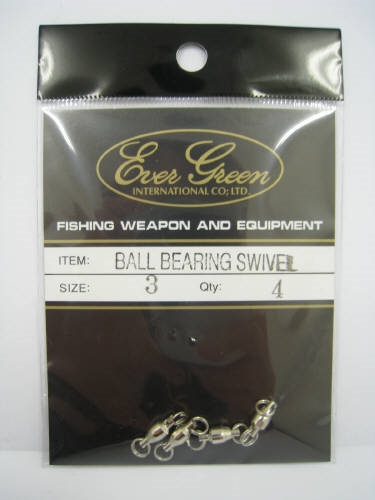 Ever Green
INTERNATIONAL CO; LTD.
FISHING WEAPON AND EQUIPMENT
ITEM: BALL BEARING SWIVEL
SIZE: 3 Qty: 4